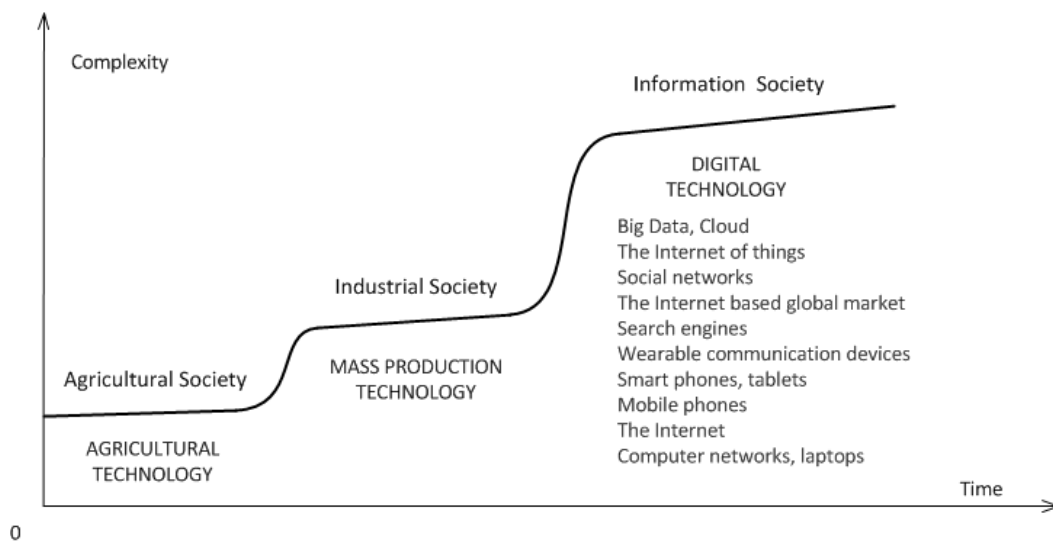 Complexity
Information Society
DIGITAL
TECHNOLOGY
Big Data, Cloud
The Internet of things
Social networks
The Internet based global market
Search engines
Wearable communication devices
Smart phones, tablets
Mobile phones
The Internet
Computer networks, laptops
Industrial Society
MASS PRODUCTION
TECHNOLOGY
Agricultural Society
AGRICULTURAL
TECHNOLOGY
Time
0